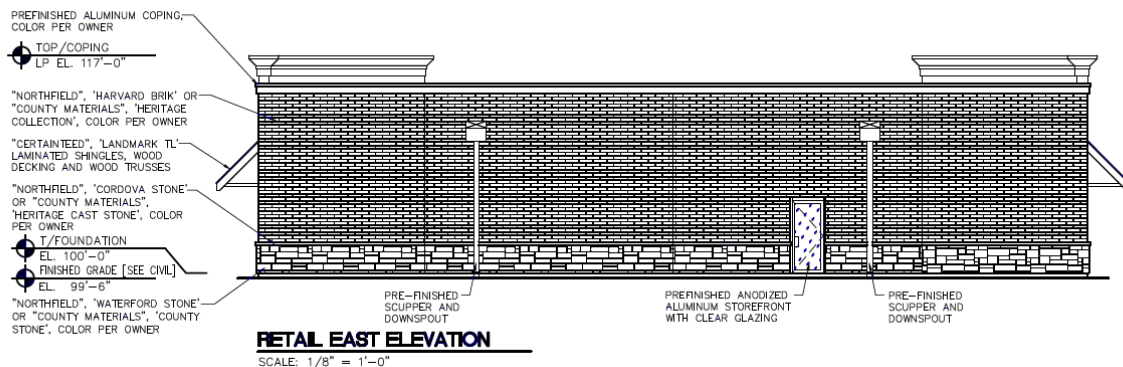 PREFINISHED ALUMINUM COPING,
COLOR PER OWNER
TOP/COPING
LP EL. 117'-0"
"NORTHFIELD", 'HARVARD BRIK' OR
"COUNTY MATERIALS", 'HERITAGE
COLLECTION', COLOR PER OWNER
"CERTAINTEED", 'LANDMARK TL'
LAMINATED SHINGLES, WOOD
DECKING AND WOOD TRUSSES
"NORTHFIELD", 'CORDOVA STONE'
OR "COUNTY MATERIALS",
'HERITAGE CAST STONE', COLOR
PER OWNER
T/FOUNDATION
EL. 100'-0"
FINISHED GRADE [SEE CIVIL]
EL. 99'-6"
"NORTHFIELD", 'WATERFORD STONE'
OR "COUNTY MATERIALS", 'COUNTY
STONE', COLOR PER OWNER
PRE-FINISHED
SCUPPER AND
DOWNSPOUT
PREFINISHED ANODIZED
ALUMINUM STOREFRONT
WITH CLEAR GLAZING
PRE-FINISHED
SCUPPER AND
DOWNSPOUT
RETAIL EAST ELEVATION
SCALE: 1/8" = 1'-0"